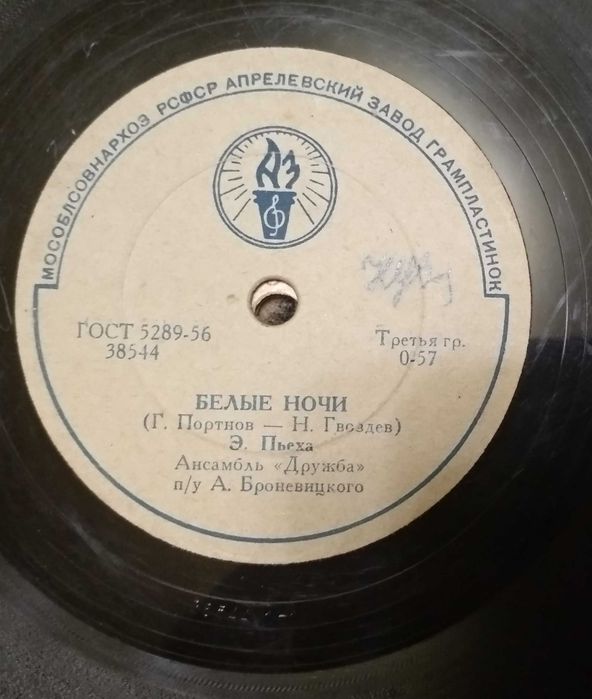 МОСОБЛСОВНАРХОЗ РСФСР АПРЕЛЕВСКИЙ ЗАВОД ГРАМПЛАСТИНОК
АЗ
ГОСТ 5289-56
38544
Третья гр.
0-57
БЕЛЫЕ НОЧИ
(Г. Портнов — Н. Гвоздев)
Э. Пьеха
Ансамбль «Дружба»
п/у А. Броневицкого